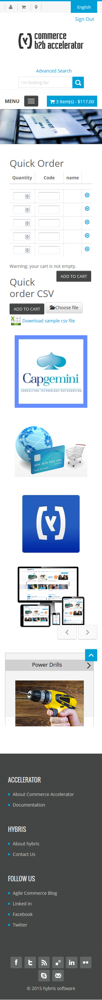 English
Sign Out
(y) commerce
b2b accelerator
Advanced Search
I'm looking for
MENU
3 item(s) - $117.00
Quick Order
Quantity Code name
Warning: your cart is not empty.
ADD TO CART
Quick
order CSV
ADD TO CART Choose file
Download sample csv file
Capgemini
CONSULTING.TECHNOLOGY.OUTSOURCING
1234 5678 8763 4321
ALAN RICHARD
(y)
Power Drills
ACCELERATOR
About Commerce Accelerator
Documentation
HYBRIS
About hybris
Contact Us
FOLLOW US
Agile Commerce Blog
Linked In
Facebook
Twitter
© 2015 hybris software